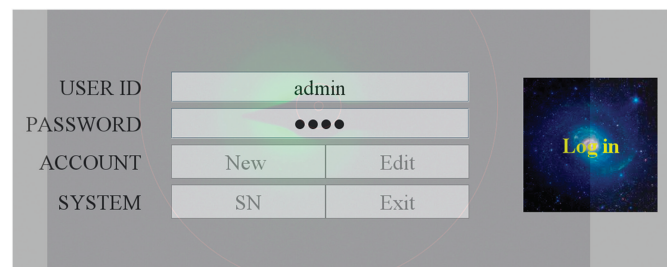 USER ID admin
PASSWORD ●●●●
ACCOUNT New Edit
Log in
SYSTEM SN Exit